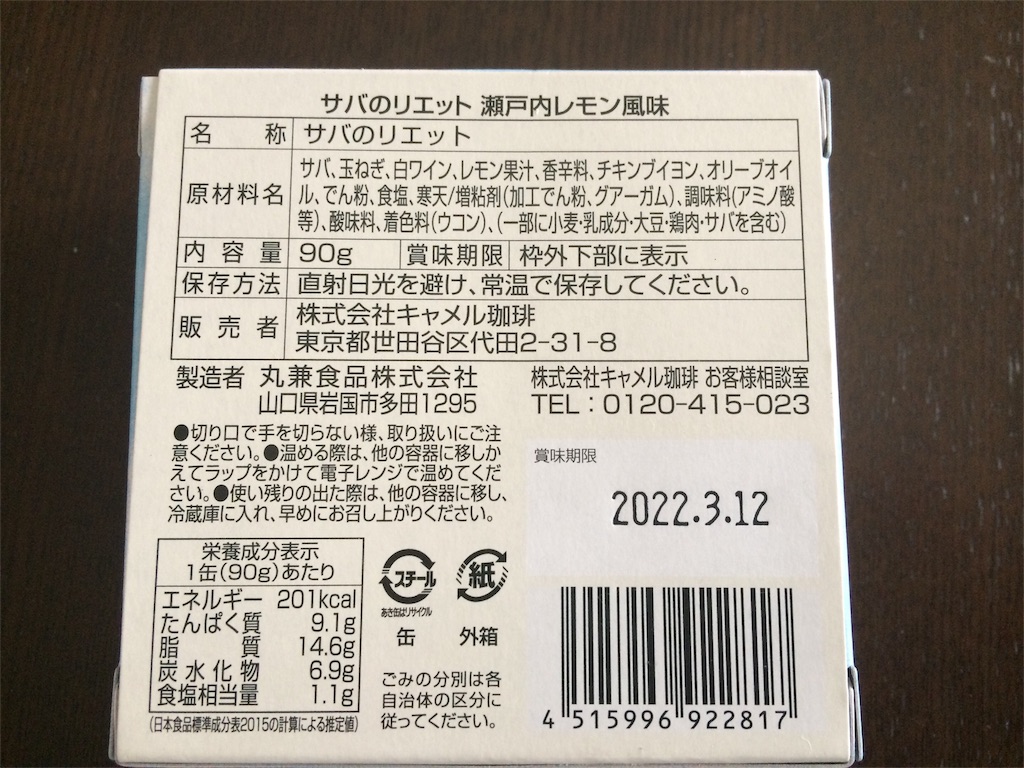 サバのリエット 瀬戸内レモン風味
名称 サバのリエット
原材料名 サバ、玉ねぎ、白ワイン、レモン果汁、香辛料、チキンブイヨン、オリーブオイ
ル、でん粉、食塩、寒天/増粘剤(加工でん粉、グアーガム)、調味料(アミノ酸
等)、酸味料、着色料(ウコン)、(一部に小麦・乳成分・大豆・鶏肉・サバを含む)
内容量 90g 賞味期限 枠外下部に表示
保存方法 直射日光を避け、常温で保存してください。
販売者 株式会社キャメル珈琲
東京都世田谷区代田2-31-8
製造者 丸兼食品株式会社
山口県岩国市多田1295
株式会社キャメル珈琲 お客様相談室
TEL:0120-415-023
●切り口で手を切らない様、取り扱いにご注
意ください。●温める際は、他の容器に移しか
えてラップをかけて電子レンジで温めてくだ
さい。●使い残りの出た際は、他の容器に移し、
冷蔵庫に入れ、早めにお召し上がりください。
賞味期限
2022.3.12
栄養成分表示
1缶(90g)あたり
エネルギー 201kcal
たんぱく質 9.1g
脂質 14.6g
炭水化物 6.9g
食塩相当量 1.1g
(日本食品標準成分表2015の計算による推定値)
スチール
あき缶はリサイクル
缶
紙
外箱
ごみの分別は各
自治体の区分に
従ってください。
4 515996 922817